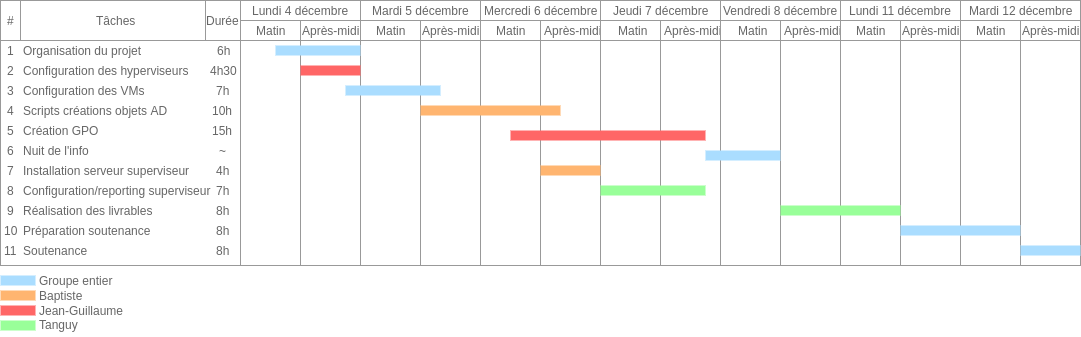 # Tâches Durée Lundi 4 décembre Mardi 5 décembre Mercredi 6 décembre Jeudi 7 décembre Vendredi 8 décembre Lundi 11 décembre Mardi 12 décembre
Matin Après-midi Matin Après-midi Matin Après-midi Matin Après-midi Matin Après-midi Matin Après-midi Matin Après-midi
1 Organisation du projet 6h
2 Configuration des hyperviseurs 4h30
3 Configuration des VMs 7h
4 Scripts créations objets AD 10h
5 Création GPO 15h
6 Nuit de l'info ~
7 Installation serveur superviseur 4h
8 Configuration/reporting superviseur 7h
9 Réalisation des livrables 8h
10 Préparation soutenance 8h
11 Soutenance 8h
Groupe entier
Baptiste
Jean-Guillaume
Tanguy